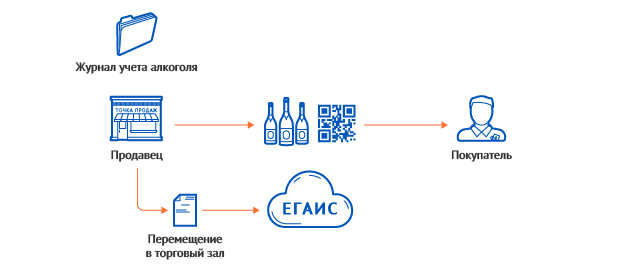 Журнал учета алкоголя
ТОЧКА ПРОДАЖ
Продавец
Покупатель
ЕГАИС
Перемещение
в торговый зал